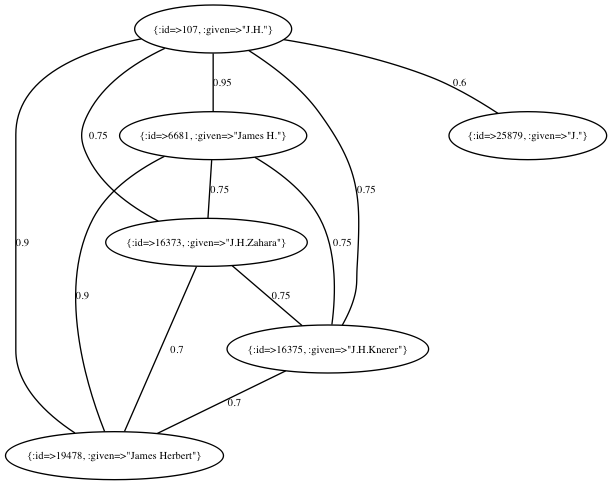 {:id=>107, :given=>"J.H."}
0.95
0.6
0.75
{:id=>6681, :given=>"James H."}
{:id=>25879, :given=>"J."}
0.75
0.75
0.9
{:id=>16373, :given=>"J.H.Zahara"}
0.75
0.9
0.75
0.7
{:id=>16375, :given=>"J.H.Knerer"}
0.7
{:id=>19478, :given=>"James Herbert"}